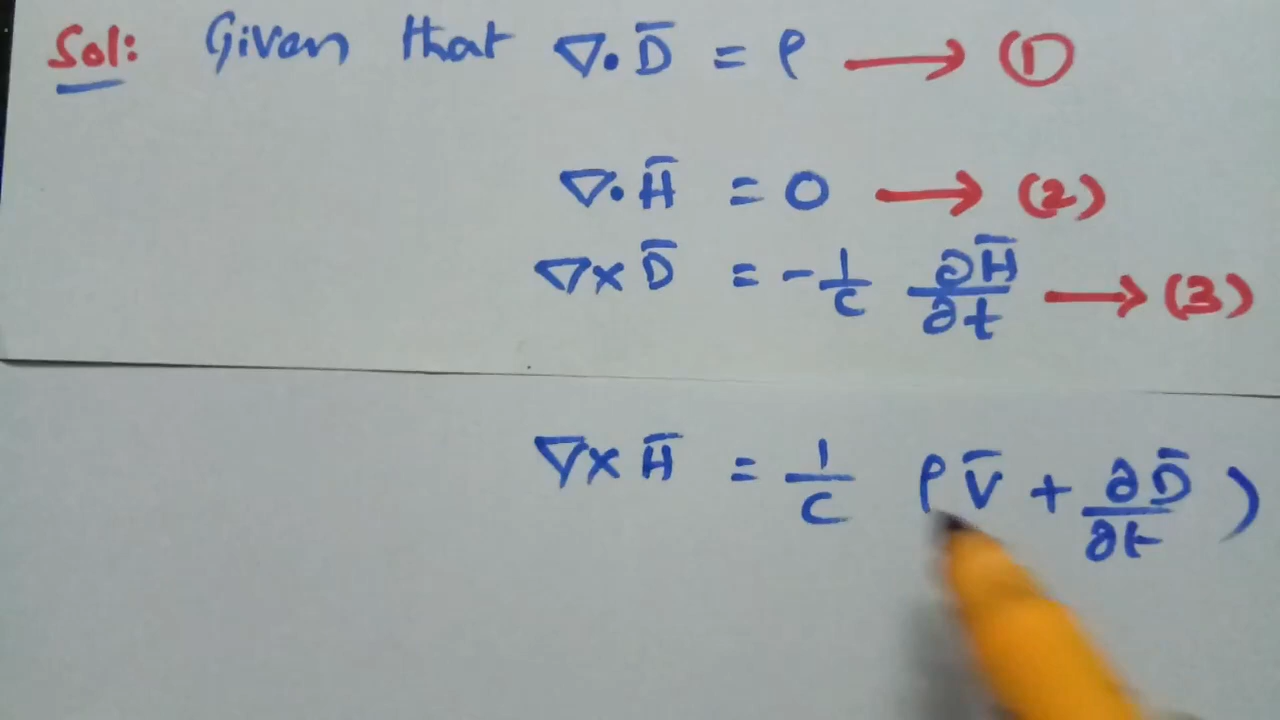 Sol: Given that ∇·D̄ = ρ ⟶ ①
∇·H̄ = 0 ⟶ (2)
∇×D̄ = -1/c ∂H̄/∂t ⟶ (3)
∇×H̄ = 1/c ρV̄ + ∂D̄/∂t )